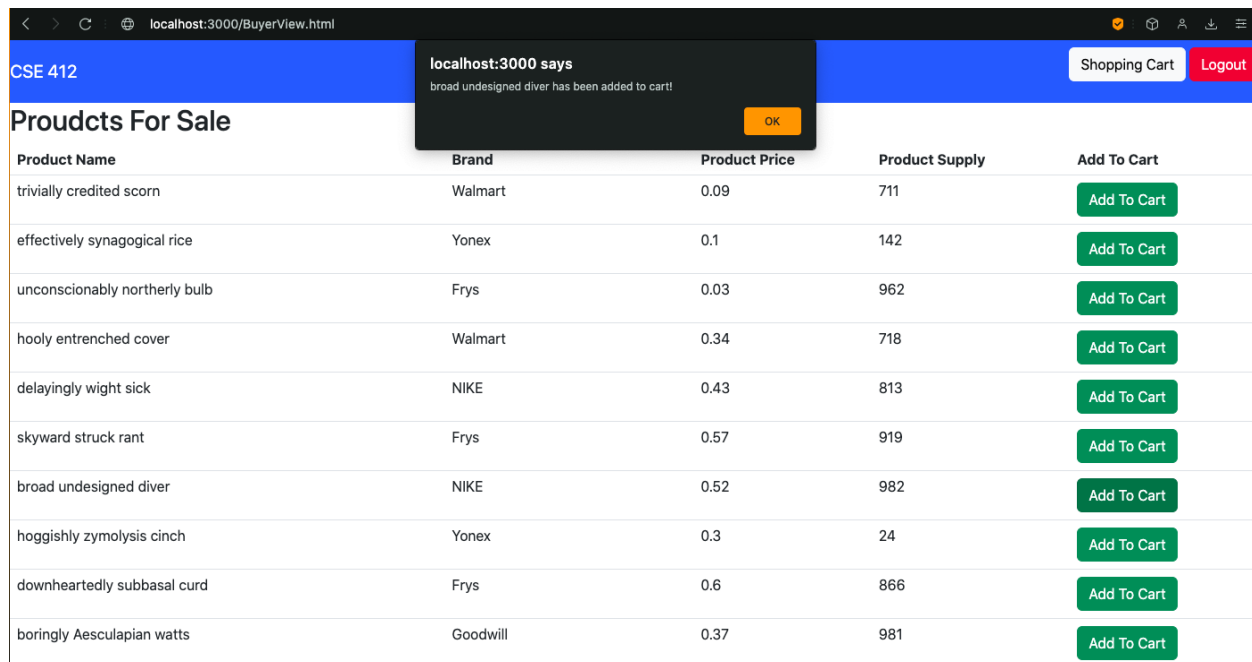 localhost:3000/BuyerView.html
CSE 412
localhost:3000 says
broad undesigned diver has been added to cart!
OK
Shopping Cart Logout
Proudcts For Sale
Product Name Brand Product Price Product Supply Add To Cart
trivially credited scorn Walmart 0.09 711 Add To Cart
effectively synagogical rice Yonex 0.1 142 Add To Cart
unconscionably northerly bulb Frys 0.03 962 Add To Cart
hooly entrenched cover Walmart 0.34 718 Add To Cart
delayingly wight sick NIKE 0.43 813 Add To Cart
skyward struck rant Frys 0.57 919 Add To Cart
broad undesigned diver NIKE 0.52 982 Add To Cart
hoggishly zymolysis cinch Yonex 0.3 24 Add To Cart
downheartedly subbasal curd Frys 0.6 866 Add To Cart
boringly Aesculapian watts Goodwill 0.37 981 Add To Cart